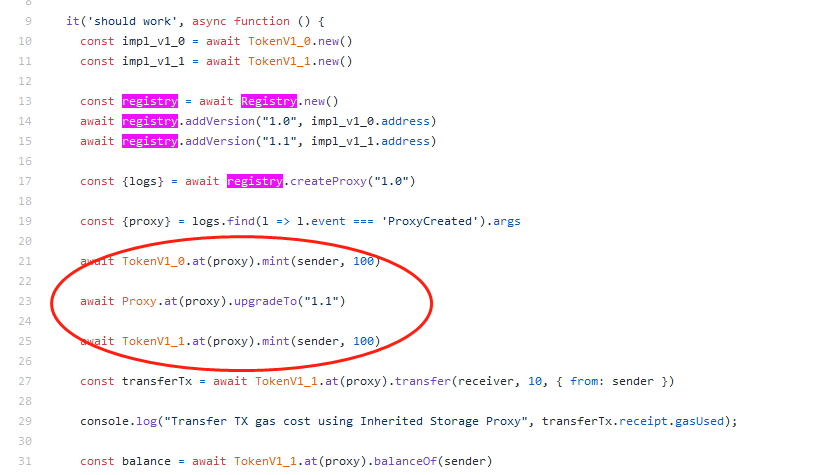 8
9 it('should work', async function () {
10 const impl_v1_0 = await TokenV1_0.new()
11 const impl_v1_1 = await TokenV1_1.new()
12
13 const registry = await Registry.new()
14 await registry.addVersion("1.0", impl_v1_0.address)
15 await registry.addVersion("1.1", impl_v1_1.address)
16
17 const {logs} = await registry.createProxy("1.0")
18
19 const {proxy} = logs.find(l => l.event === 'ProxyCreated').args
20
21 await TokenV1_0.at(proxy).mint(sender, 100)
22
23 await Proxy.at(proxy).upgradeTo("1.1")
24
25 await TokenV1_1.at(proxy).mint(sender, 100)
26
27 const transferTx = await TokenV1_1.at(proxy).transfer(receiver, 10, { from: sender })
28
29 console.log("Transfer TX gas cost using Inherited Storage Proxy", transferTx.receipt.gasUsed);
30
31 const balance = await TokenV1_1.at(proxy).balanceOf(sender)